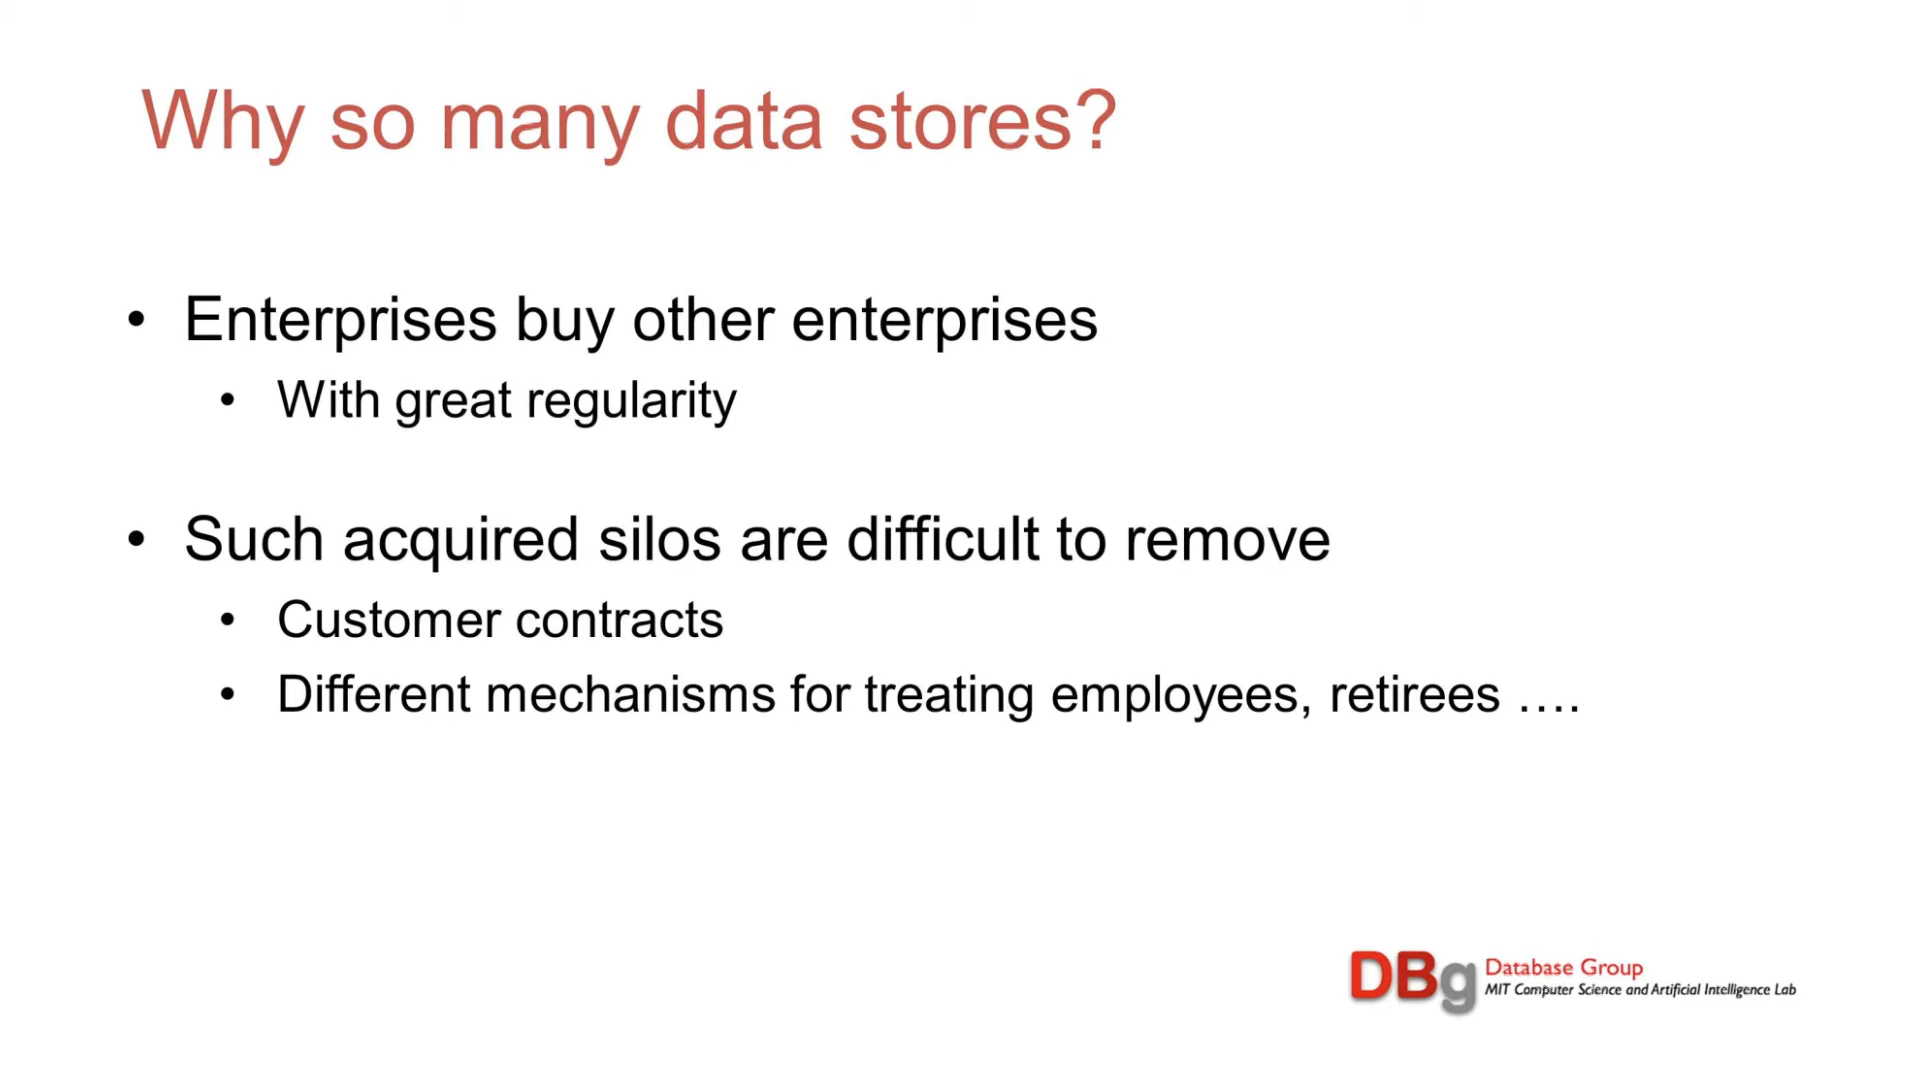 Why so many data stores?
• Enterprises buy other enterprises
• With great regularity
• Such acquired silos are difficult to remove
• Customer contracts
• Different mechanisms for treating employees, retirees ….
DBg
Database Group
MIT Computer Science and Artificial Intelligence Lab